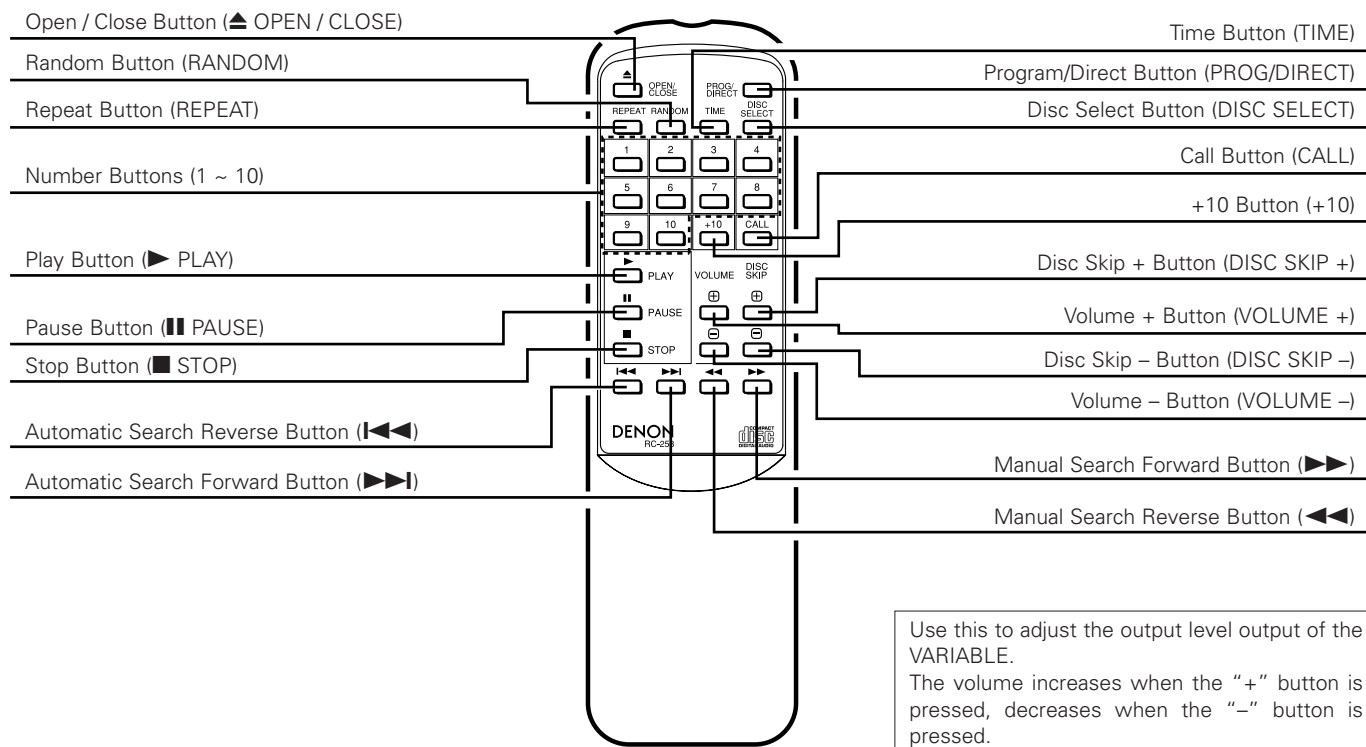 Open / Close Button (⏏ OPEN / CLOSE)
Random Button (RANDOM)
Repeat Button (REPEAT)
Number Buttons (1 ~ 10)
Play Button (▶ PLAY)
Pause Button (▮▮ PAUSE)
Stop Button (■ STOP)
Automatic Search Reverse Button (I◀◀)
Automatic Search Forward Button (▶▶I)
OPEN/
CLOSE
PROG/
DIRECT
REPEAT RANDOM TIME DISC
SELECT
1 2 3 4
5 6 7 8
9 10 +10 CALL
▶ PLAY VOLUME DISC
SKIP
▮▮ PAUSE ⊕ ⊕
■ STOP ⊖ ⊖
I◀◀ ▶▶I ◀◀ ▶▶
DENON
RC-253
COMPACT
disc
DIGITAL AUDIO
Time Button (TIME)
Program/Direct Button (PROG/DIRECT)
Disc Select Button (DISC SELECT)
Call Button (CALL)
+10 Button (+10)
Disc Skip + Button (DISC SKIP +)
Volume + Button (VOLUME +)
Disc Skip – Button (DISC SKIP –)
Volume – Button (VOLUME –)
Manual Search Forward Button (▶▶)
Manual Search Reverse Button (◀◀)
Use this to adjust the output level output of the
VARIABLE.
The volume increases when the “+” button is
pressed, decreases when the “–” button is
pressed.